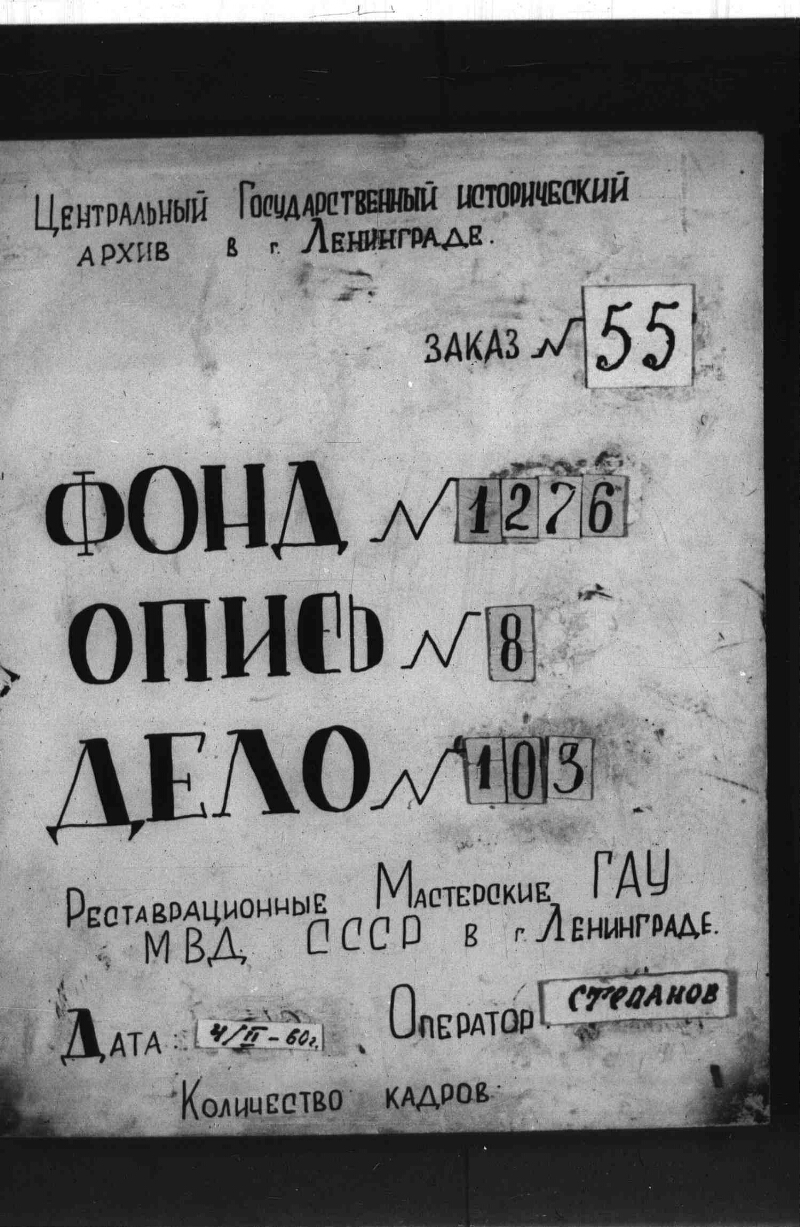 Центральный Государственный исторический
архив в г. Ленинграде.
заказ № 55
ФОНД № 1276
ОПИСЬ № 8
ДЕЛО № 103
Реставрационные Мастерские ГАУ
МВД СССР в г. Ленинграде.
Дата: 4/II-60г. Оператор Степанов
Количество кадров